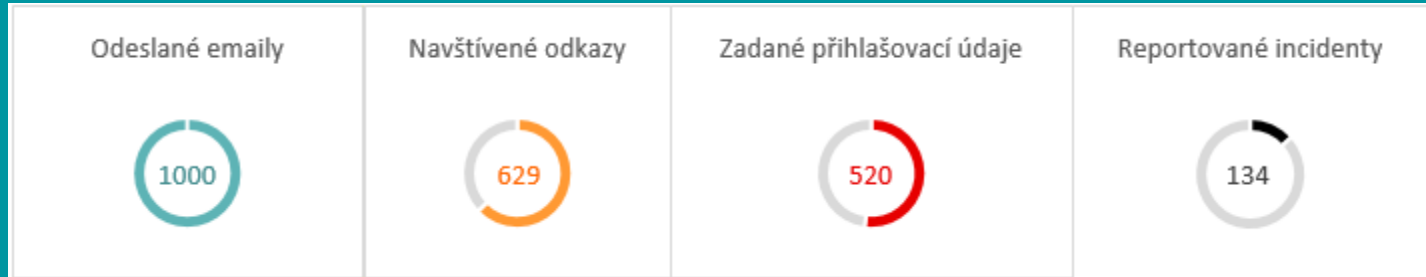 Odeslané emaily
Navštívené odkazy
Zadané přihlašovací údaje
Reportované incidenty
1000
629
520
134